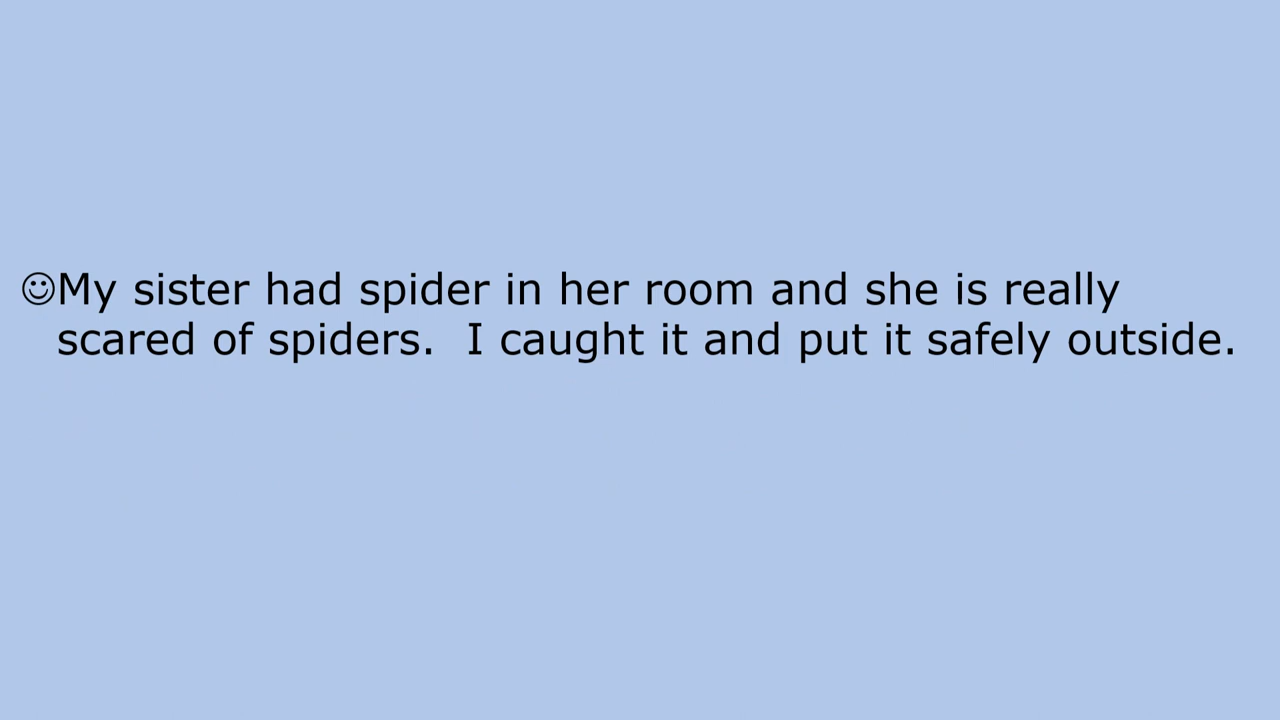 ☺My sister had spider in her room and she is really
scared of spiders.  I caught it and put it safely outside.